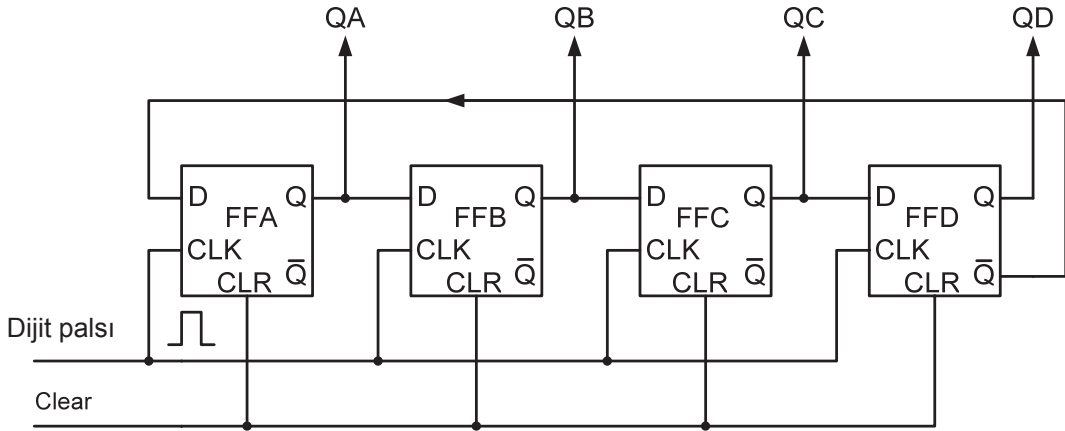 QA QB QC QD
D Q D Q D Q D Q
FFA FFB FFC FFD
CLK CLK CLK CLK
Q̅ Q̅ Q̅ Q̅
CLR CLR CLR CLR
Dijit palsı
Clear